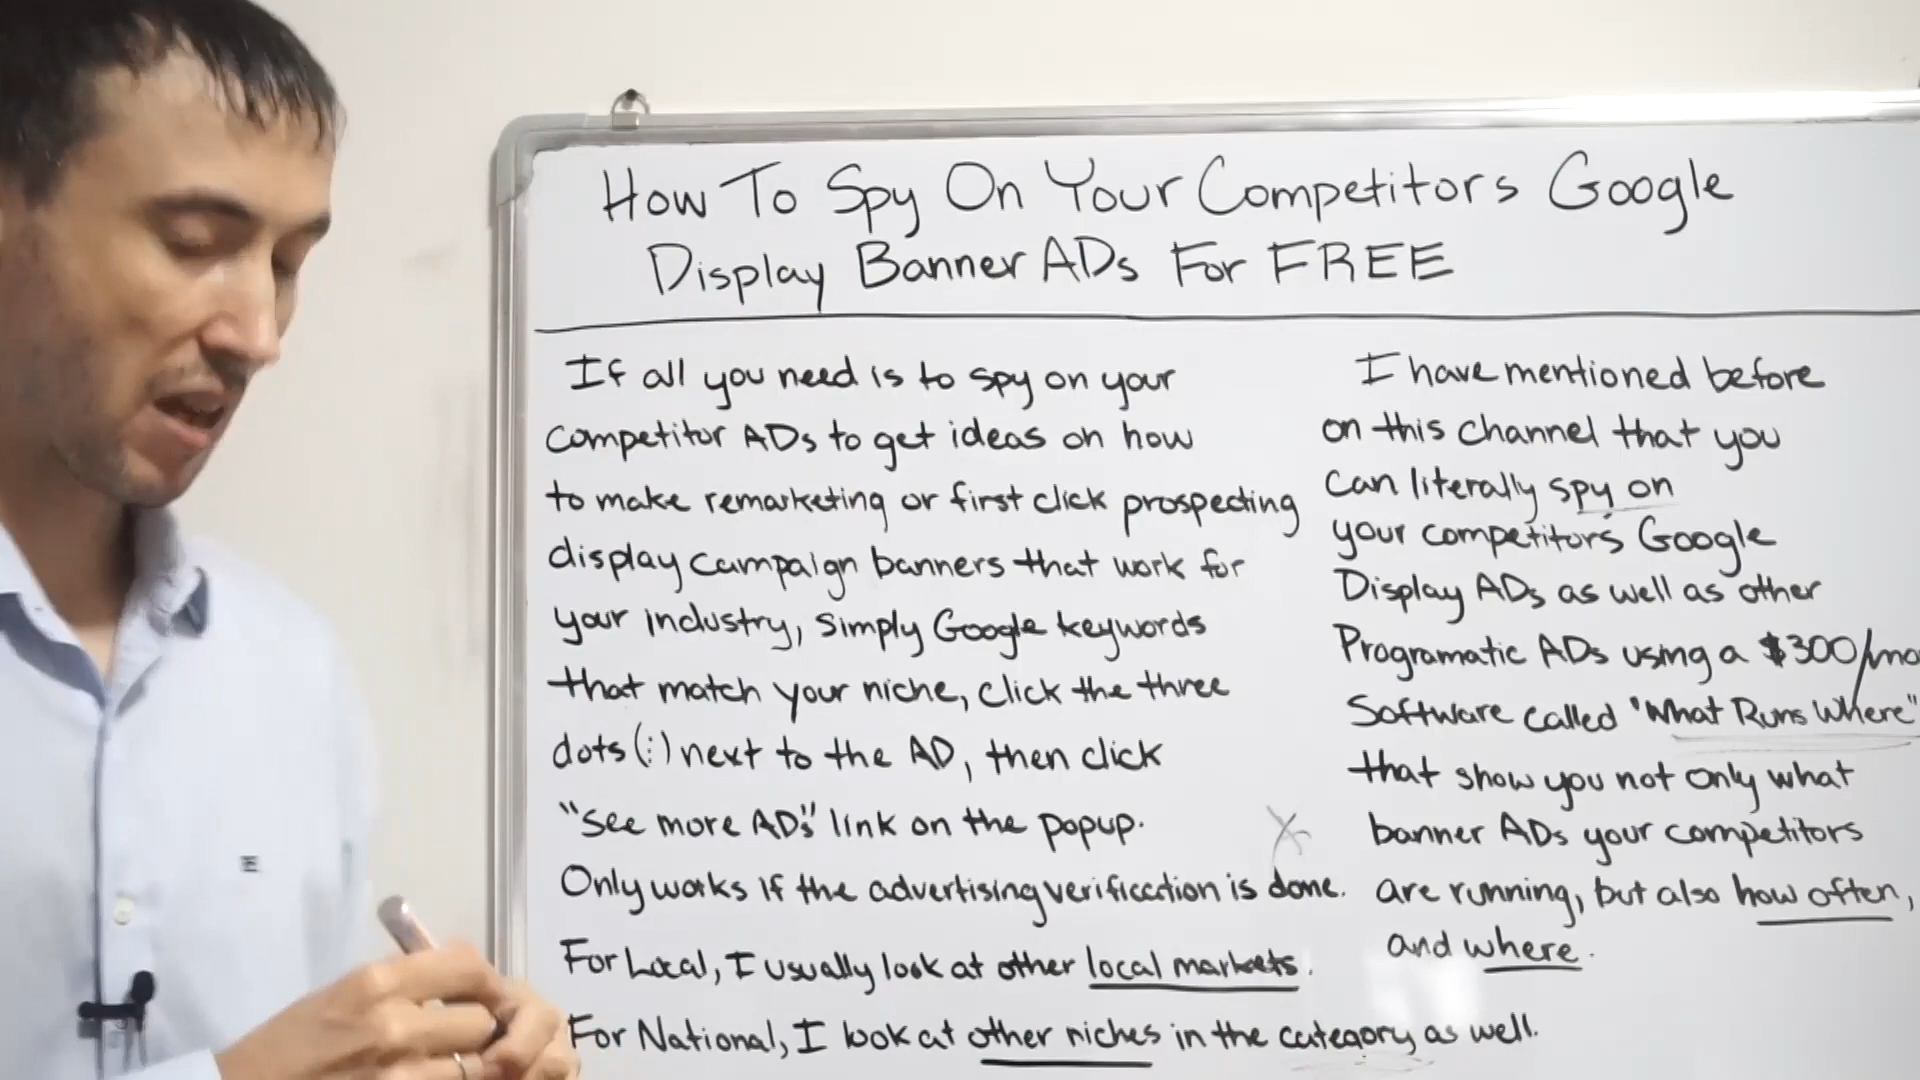 How To Spy On Your Competitors Google
Display Banner ADs For FREE
If all you need is to spy on your
competitor ADs to get ideas on how
to make remarketing or first click prospecting
display campaign banners that work for
your industry, simply Google keywords
that match your niche, click the three
dots (⋮) next to the AD, then click
"see more ADs" link on the popup.
Only works if the advertising verification is done.
For Local, I usually look at other local markets.
For National, I look at other niches in the category as well.
I have mentioned before
on this channel that you
can literally spy on
your competitors Google
Display ADs as well as other
Programatic ADs using a $300/mo
Software called "What Runs Where"
that show you not only what
banner ADs your competitors
are running, but also how often,
and where.